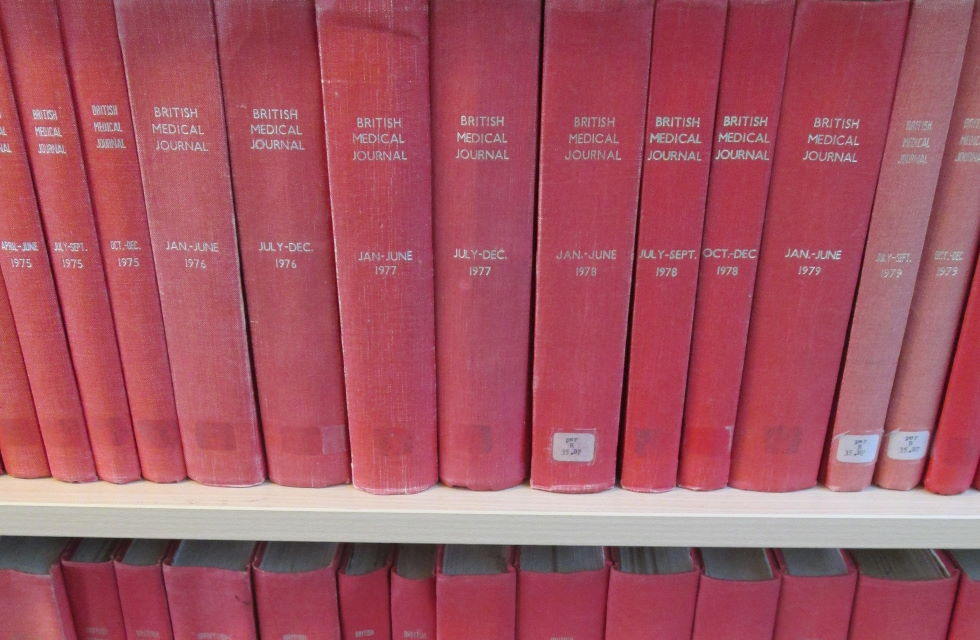 BRITISH
MEDICAL
JOURNAL
APRIL-JUNE
1975
BRITISH
MEDICAL
JOURNAL
JULY-SEPT.
1975
BRITISH
MEDICAL
JOURNAL
OCT.-DEC.
1975
BRITISH
MEDICAL
JOURNAL
JAN.-JUNE
1976
BRITISH
MEDICAL
JOURNAL
JULY-DEC.
1976
BRITISH
MEDICAL
JOURNAL
JAN-JUNE
1977
BRITISH
MEDICAL
JOURNAL
JULY-DEC.
1977
BRITISH
MEDICAL
JOURNAL
JAN.-JUNE
1978
BRITISH
MEDICAL
JOURNAL
JULY-SEPT.
1978
BRITISH
MEDICAL
JOURNAL
OCT.-DEC.
1978
BRITISH
MEDICAL
JOURNAL
JAN.-JUNE
1979
BRITISH
MEDICAL
JOURNAL
JULY-SEPT.
1979
OCT.-DEC.
1979